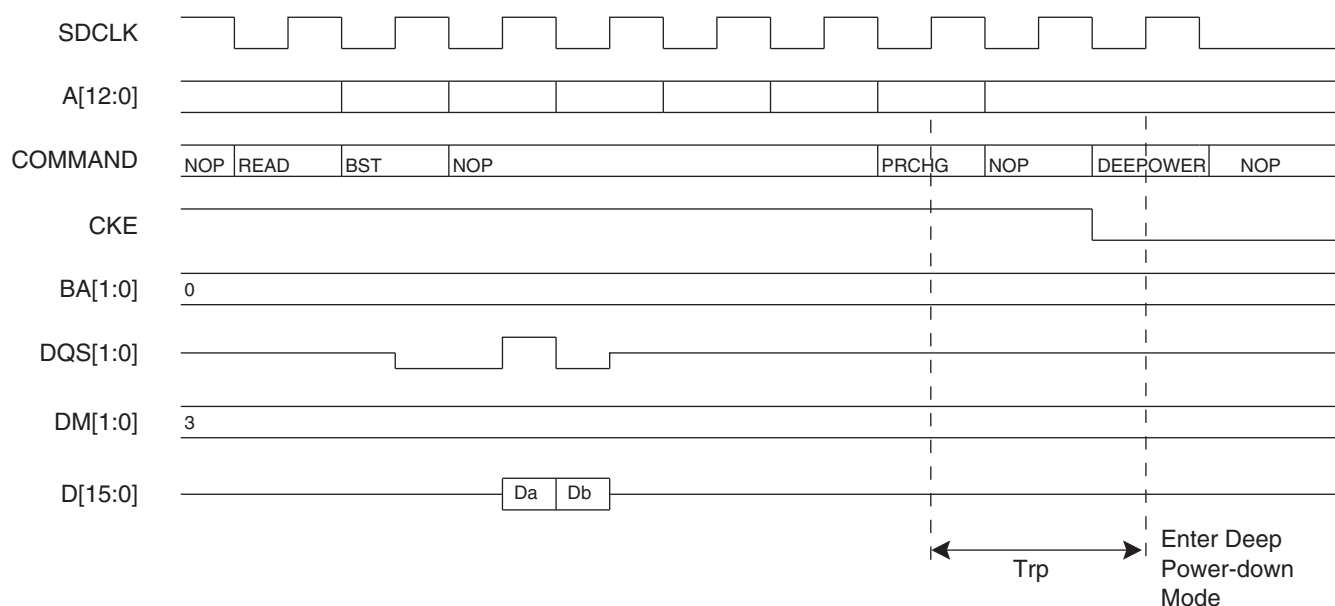 SDCLK
A[12:0]
COMMAND NOP READ BST NOP PRCHG NOP DEEPOWER NOP
CKE
BA[1:0] 0
DQS[1:0]
DM[1:0] 3
D[15:0] Da Db
Trp
Enter Deep
Power-down
Mode